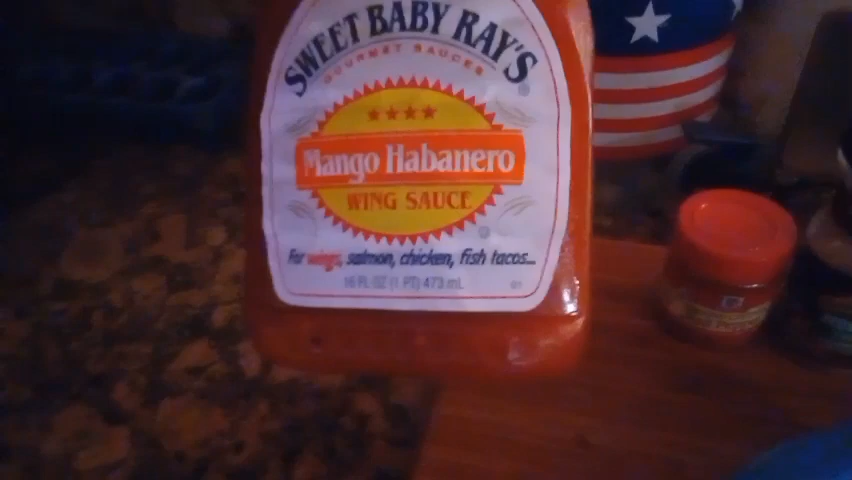 SWEET BABY RAY'S®
GOURMET SAUCES
Mango Habanero
WING SAUCE
®
For wings, salmon, chicken, fish tacos...
16 FL OZ (1 PT) 473 mL